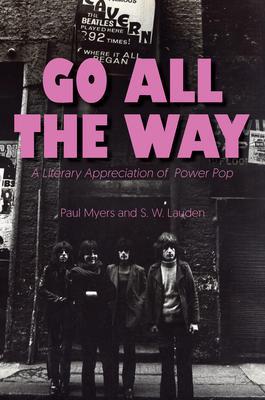 CAVERN
THE
BEATLES
PLAYED HERE
292 TIMES!
WHERE IT ALL
BEGAN
GO ALL
THE WAY
A Literary Appreciation of Power Pop
Paul Myers and S. W. Lauden